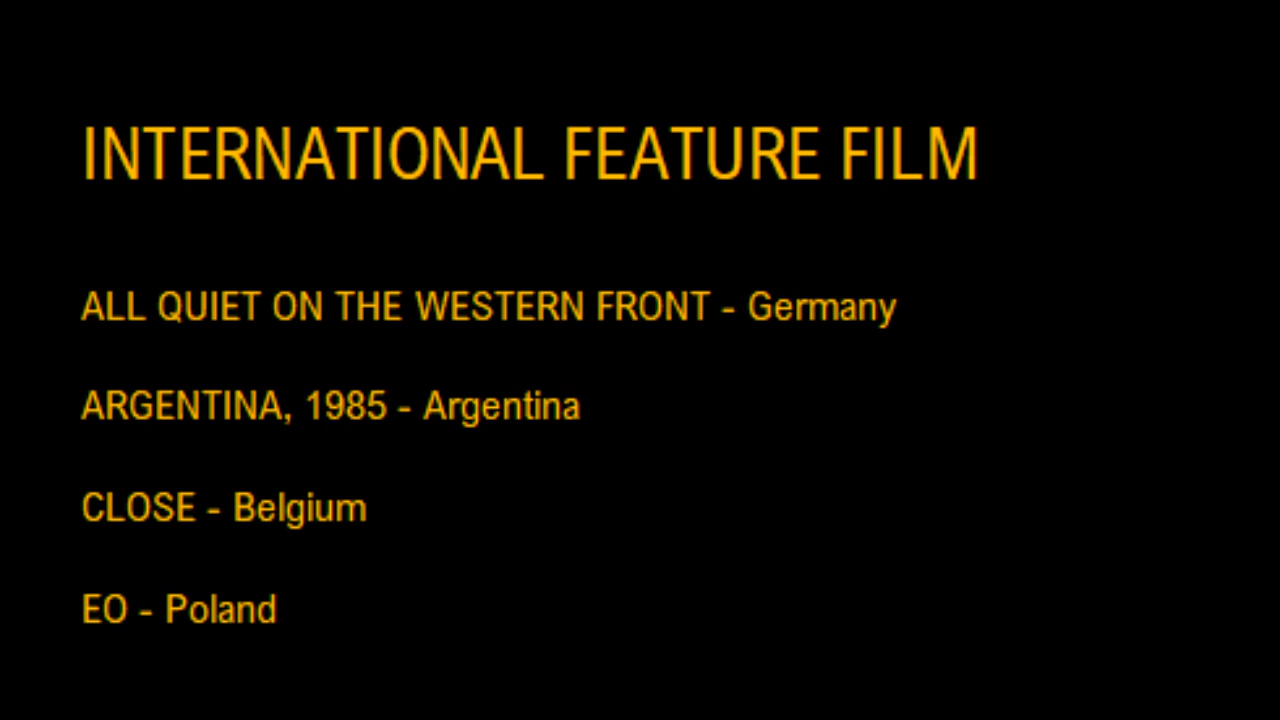 INTERNATIONAL FEATURE FILM
ALL QUIET ON THE WESTERN FRONT - Germany
ARGENTINA, 1985 - Argentina
CLOSE - Belgium
EO - Poland